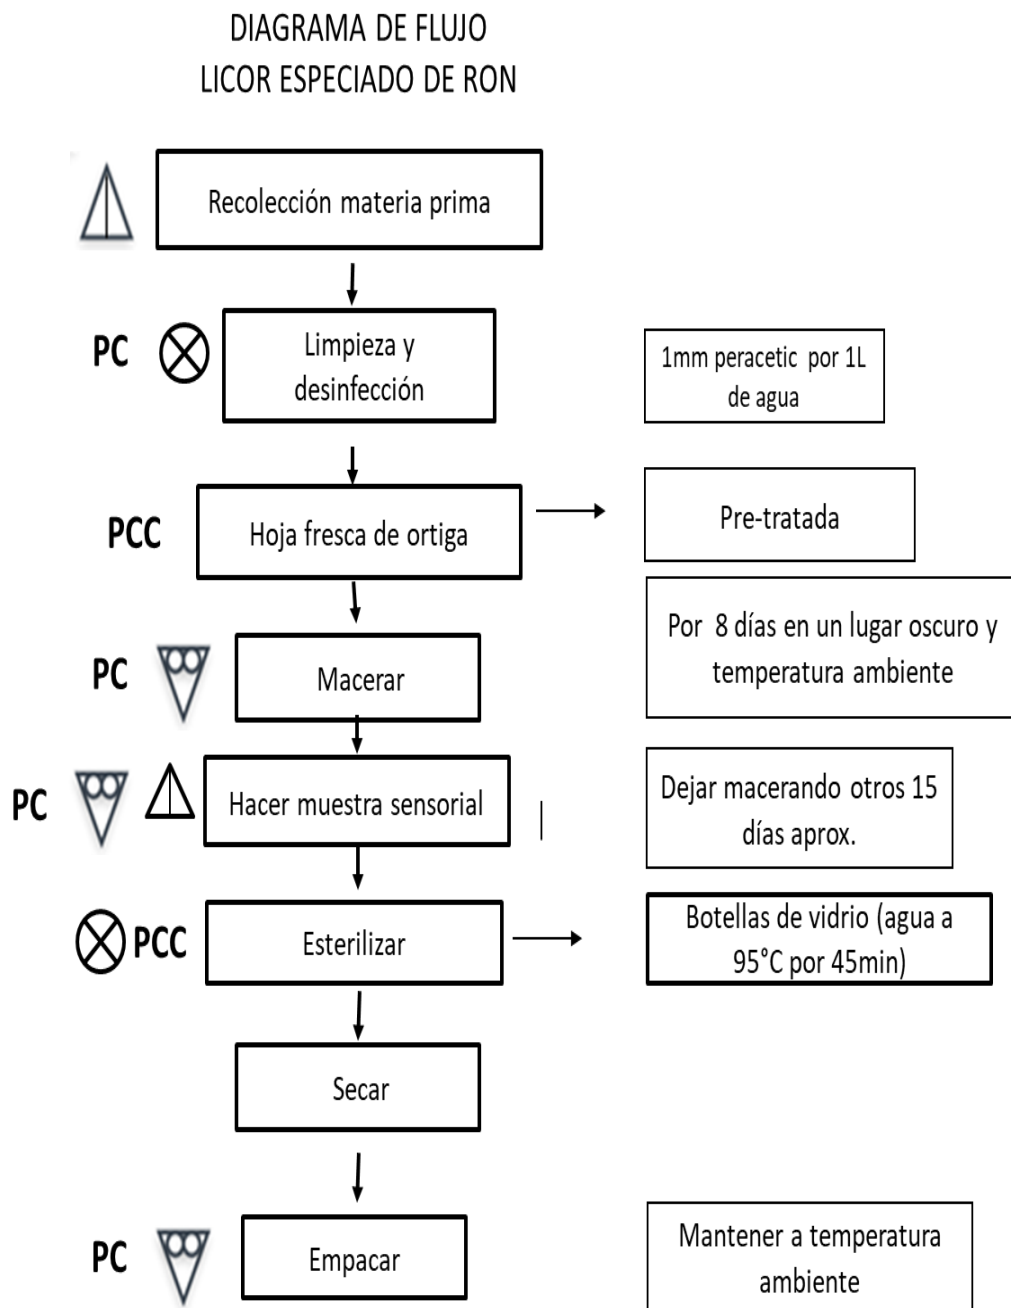 DIAGRAMA DE FLUJO
LICOR ESPECIADO DE RON
Recolección materia prima
PC
Limpieza y
desinfección
1mm peracetic por 1L
de agua
PCC
Hoja fresca de ortiga
Pre-tratada
PC
Macerar
Por 8 días en un lugar oscuro y
temperatura ambiente
PC
Hacer muestra sensorial
Dejar macerando otros 15
días aprox.
PCC
Esterilizar
Botellas de vidrio (agua a
95°C por 45min)
Secar
PC
Empacar
Mantener a temperatura
ambiente